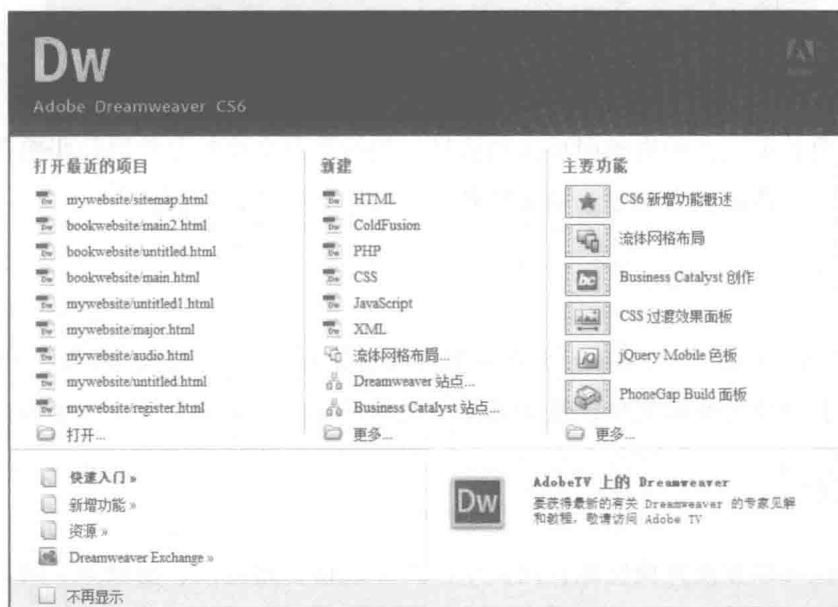 Dw
Adobe Dreamweaver CS6
打开最近的项目
mywebsite/sitemap.html
bookwebsite/main2.html
bookwebsite/untitled.html
bookwebsite/main.html
mywebsite/untitled1.html
mywebsite/major.html
mywebsite/audio.html
mywebsite/untitled.html
mywebsite/register.html
打开...
新建
HTML
ColdFusion
PHP
CSS
JavaScript
XML
流体网格布局...
Dreamweaver 站点...
Business Catalyst 站点...
更多...
主要功能
CS6 新增功能概述
流体网格布局
Business Catalyst 创作
CSS 过渡效果面板
jQuery Mobile 色板
PhoneGap Build 面板
更多...
快速入门 »
新增功能 »
资源 »
Dreamweaver Exchange »
Dw
AdobeTV 上的 Dreamweaver
要获得最新的有关 Dreamweaver 的专家见解
和教程，敬请访问 Adobe TV
不再显示